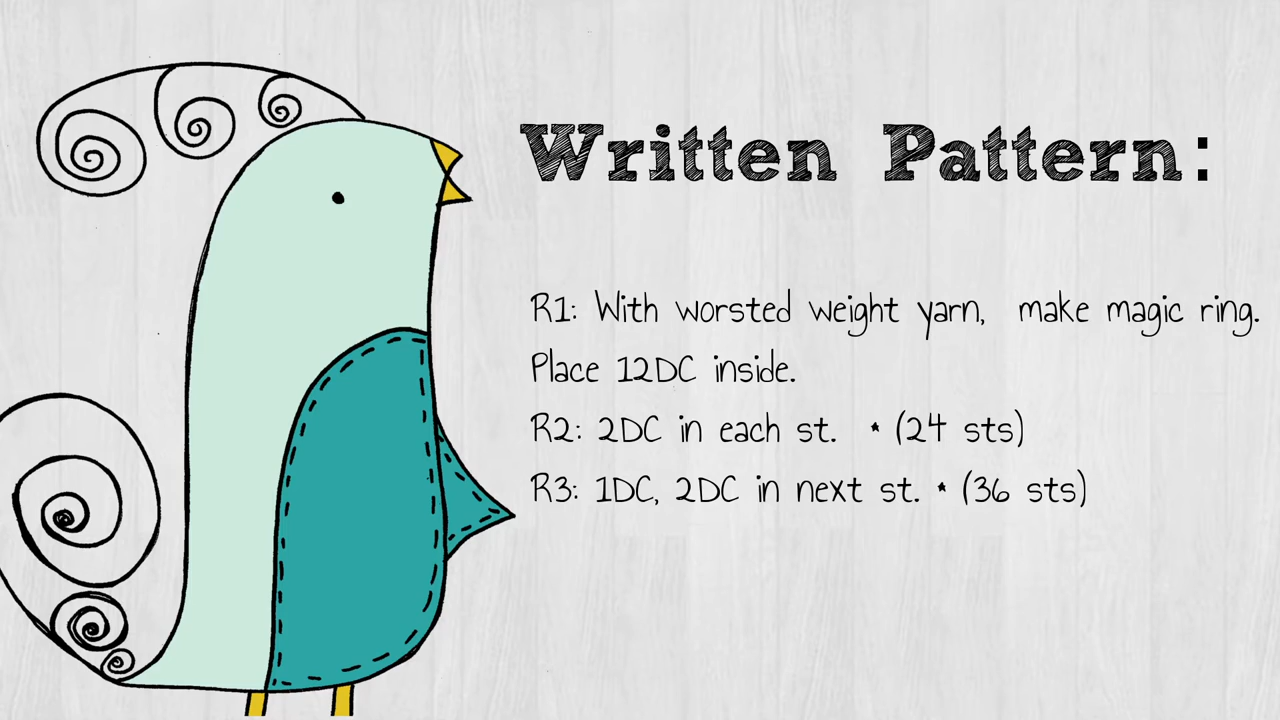 Written Pattern:
R1: With worsted weight yarn, make magic ring.
Place 12DC inside.
R2: 2DC in each st. * (24 sts)
R3: 1DC, 2DC in next st. * (36 sts)